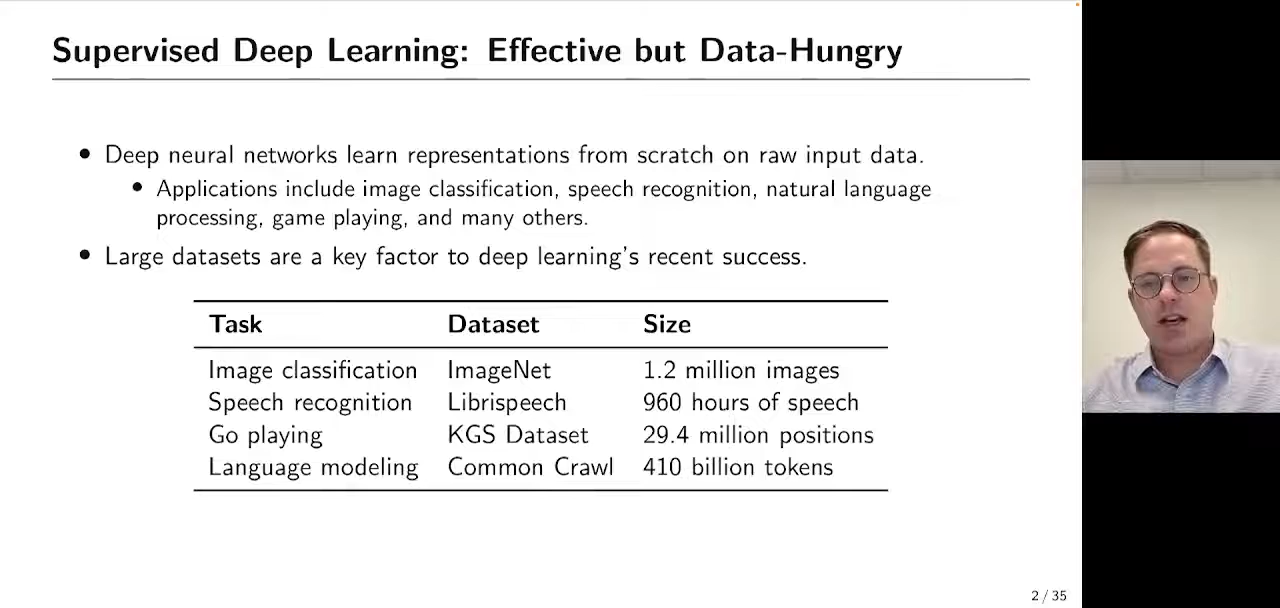 Supervised Deep Learning: Effective but Data-Hungry
• Deep neural networks learn representations from scratch on raw input data.
• Applications include image classification, speech recognition, natural language
processing, game playing, and many others.
• Large datasets are a key factor to deep learning's recent success.
Task Dataset Size
Image classification ImageNet 1.2 million images
Speech recognition Librispeech 960 hours of speech
Go playing KGS Dataset 29.4 million positions
Language modeling Common Crawl 410 billion tokens
2 / 35